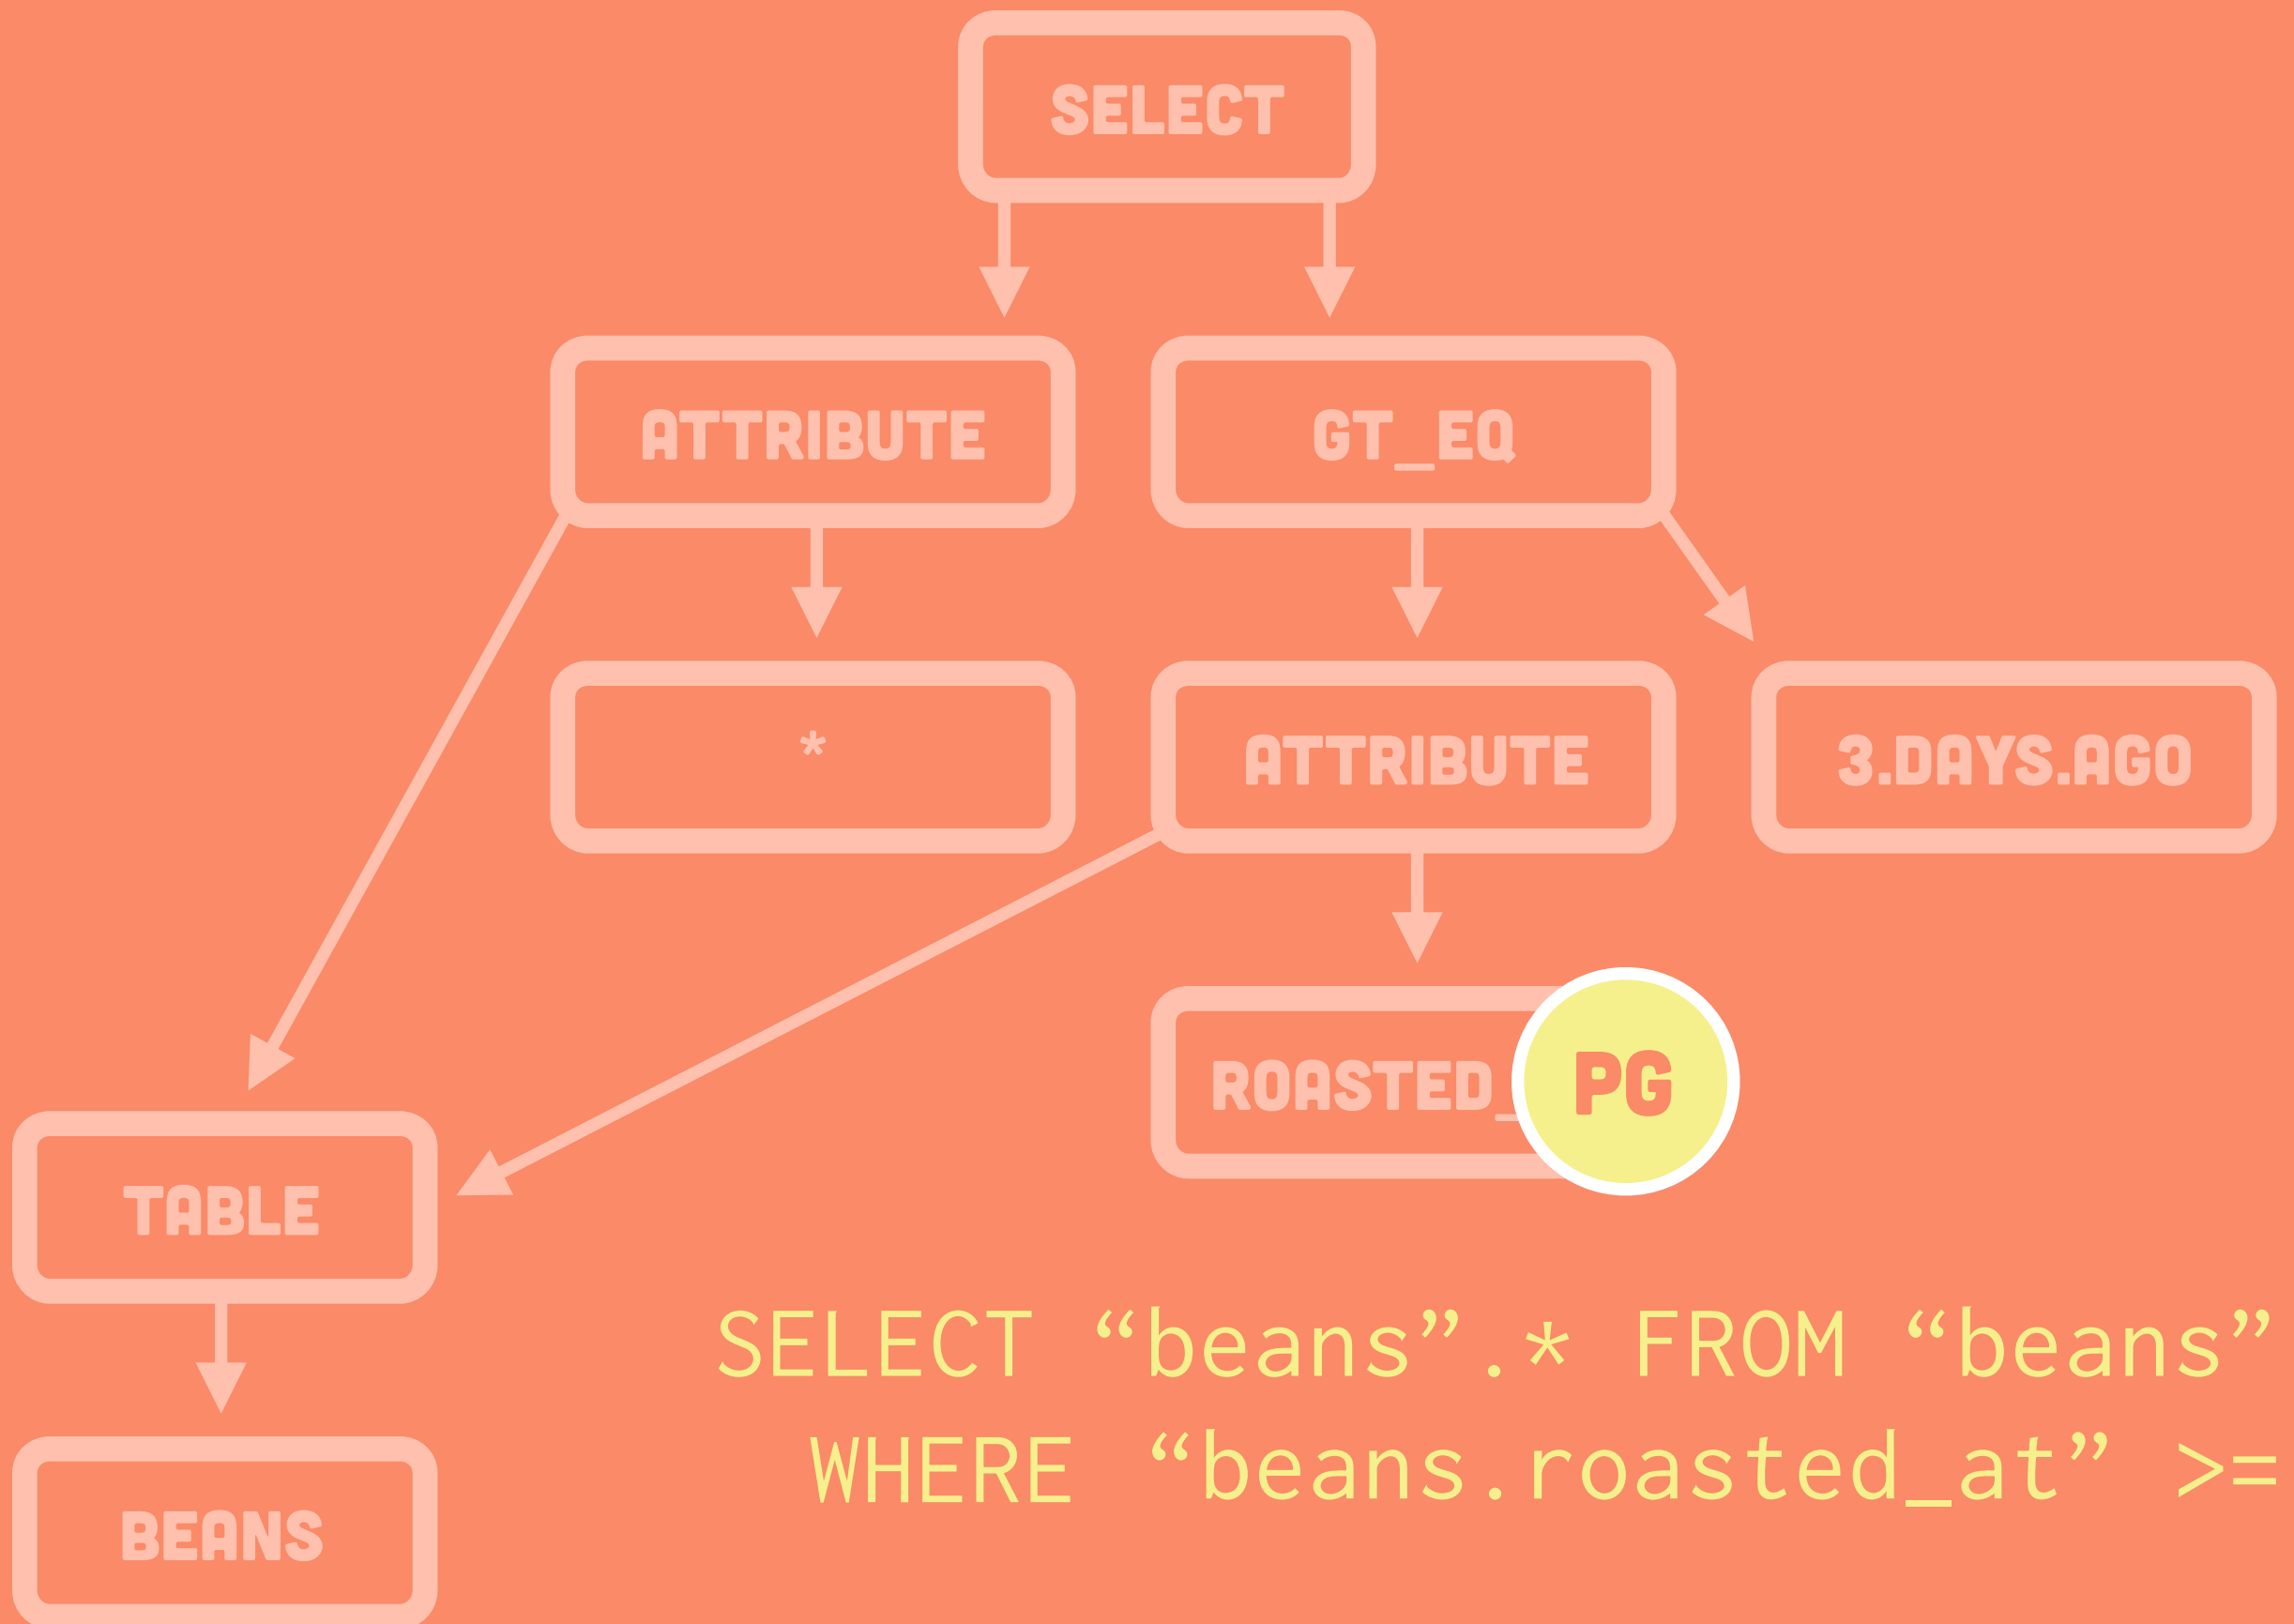 SELECT
ATTRIBUTE
GT_EQ
*
ATTRIBUTE
3.DAYS.AGO
ROASTED_
PG
TABLE
BEANS
SELECT “beans”.* FROM “beans”
WHERE “beans.roasted_at” >=